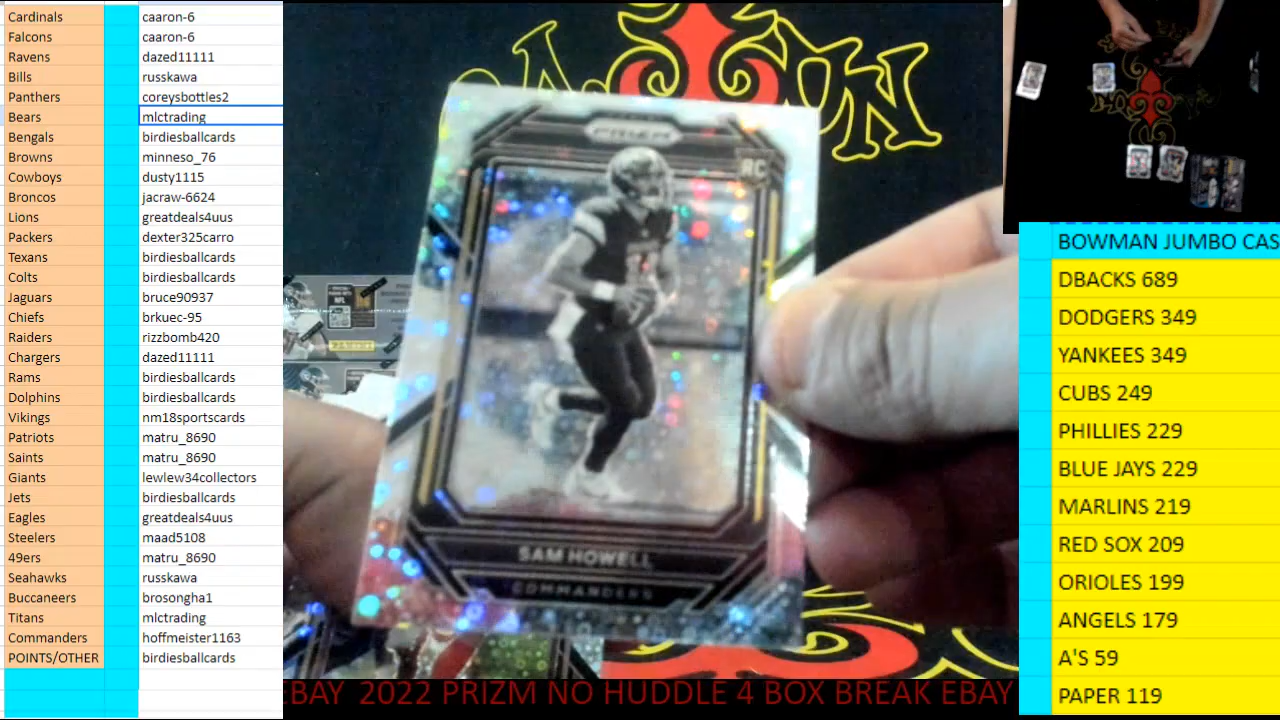 Cardinals caaron-6
Falcons caaron-6
Ravens dazed11111
Bills russkawa
Panthers coreysbottles2
Bears mlctrading
Bengals birdiesballcards
Browns minneso_76
Cowboys dusty1115
Broncos jacraw-6624
Lions greatdeals4uus
Packers dexter325carro
Texans birdiesballcards
Colts birdiesballcards
Jaguars bruce90937
Chiefs brkuec-95
Raiders rizzbomb420
Chargers dazed11111
Rams birdiesballcards
Dolphins birdiesballcards
Vikings nm18sportscards
Patriots matru_8690
Saints matru_8690
Giants lewlew34collectors
Jets birdiesballcards
Eagles greatdeals4uus
Steelers maad5108
49ers matru_8690
Seahawks russkawa
Buccaneers brosongha1
Titans mlctrading
Commanders hoffmeister1163
POINTS/OTHER birdiesballcards
PRIZM
RC
SAM HOWELL
COMMANDERS
NFL
PANINI
EBAY 2022 PRIZM NO HUDDLE 4 BOX BREAK EBAY
BOWMAN JUMBO CAS
DBACKS 689
DODGERS 349
YANKEES 349
CUBS 249
PHILLIES 229
BLUE JAYS 229
MARLINS 219
RED SOX 209
ORIOLES 199
ANGELS 179
A'S 59
PAPER 119